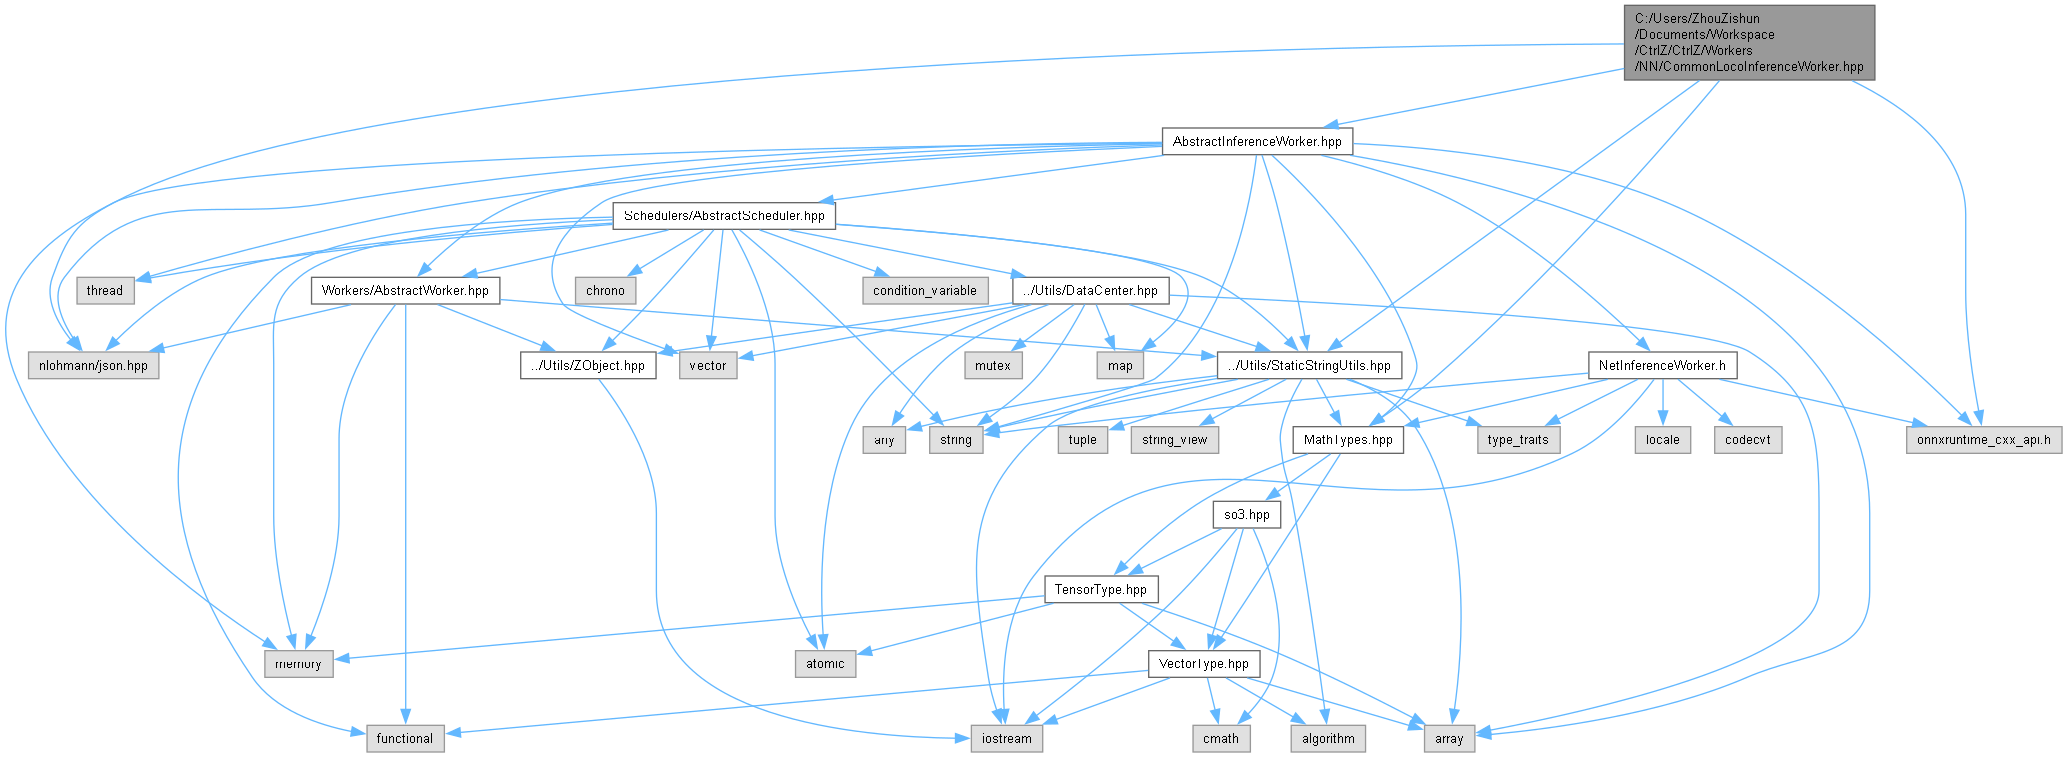 C:/Users/ZhouZishun
/Documents/Workspace
/CtrlZ/CtrlZ/Workers
/NN/CommonLocoInferenceWorker.hpp
AbstractInferenceWorker.hpp
Schedulers/AbstractScheduler.hpp
thread
Workers/AbstractWorker.hpp
chrono
condition_variable
../Utils/DataCenter.hpp
nlohmann/json.hpp
../Utils/ZObject.hpp
vector
mutex
map
../Utils/StaticStringUtils.hpp
NetInferenceWorker.h
any
string
tuple
string_view
MathTypes.hpp
type_traits
locale
codecvt
onnxruntime_cxx_api.h
so3.hpp
TensorType.hpp
memory
atomic
VectorType.hpp
functional
iostream
cmath
algorithm
array